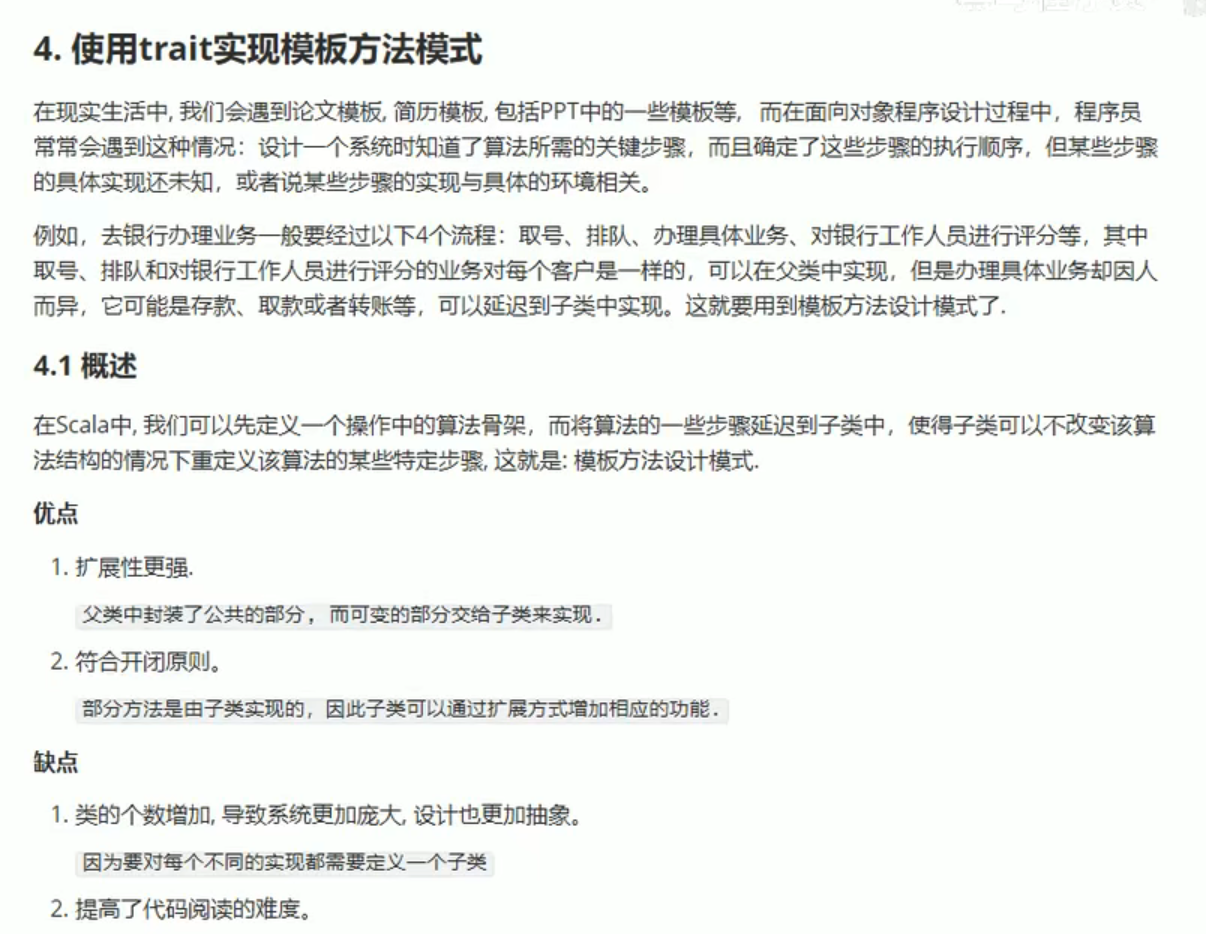 4. 使用trait实现模板方法模式
在现实生活中, 我们会遇到论文模板, 简历模板, 包括PPT中的一些模板等, 而在面向对象程序设计过程中，程序员
常常会遇到这种情况：设计一个系统时知道了算法所需的关键步骤，而且确定了这些步骤的执行顺序，但某些步骤
的具体实现还未知，或者说某些步骤的实现与具体的环境相关。
例如，去银行办理业务一般要经过以下4个流程：取号、排队、办理具体业务、对银行工作人员进行评分等，其中
取号、排队和对银行工作人员进行评分的业务对每个客户是一样的，可以在父类中实现，但是办理具体业务却因人
而异，它可能是存款、取款或者转账等，可以延迟到子类中实现。这就要用到模板方法设计模式了.
4.1 概述
在Scala中, 我们可以先定义一个操作中的算法骨架，而将算法的一些步骤延迟到子类中，使得子类可以不改变该算
法结构的情况下重定义该算法的某些特定步骤, 这就是: 模板方法设计模式.
优点
1. 扩展性更强.
父类中封装了公共的部分, 而可变的部分交给子类来实现.
2. 符合开闭原则。
部分方法是由子类实现的，因此子类可以通过扩展方式增加相应的功能.
缺点
1. 类的个数增加, 导致系统更加庞大, 设计也更加抽象。
因为要对每个不同的实现都需要定义一个子类
2. 提高了代码阅读的难度。